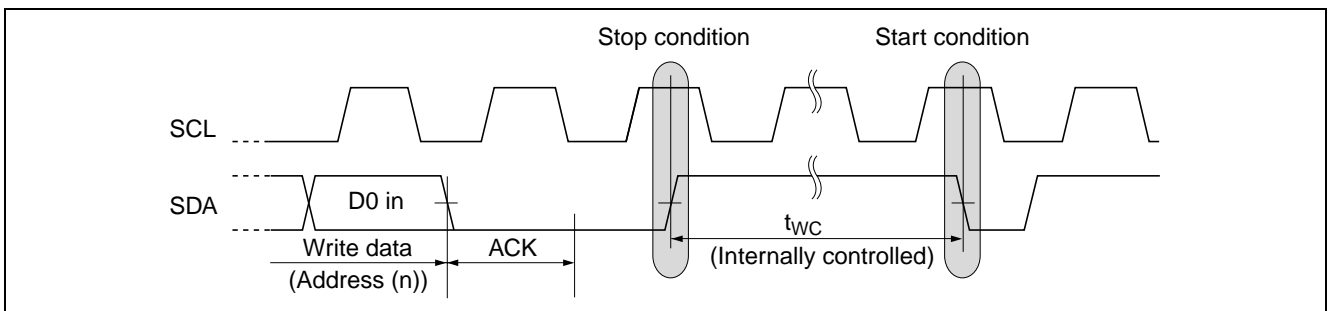 Stop condition
Start condition
SCL
SDA
D0 in
Write data
(Address (n))
ACK
tWC
(Internally controlled)